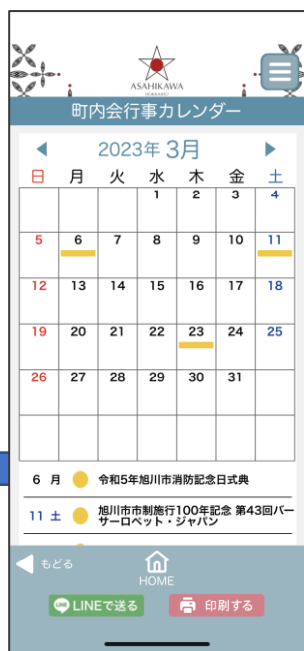 ASAHIKAWA
HOKKAIDO
町内会行事カレンダー
2023年 3月
日 月 火 水 木 金 土
1 2 3 4
5 6 7 8 9 10 11
12 13 14 15 16 17 18
19 20 21 22 23 24 25
26 27 28 29 30 31
6 月 令和5年旭川市消防記念日式典
11 土 旭川市市制施行100年記念 第43回バー
サーロペット・ジャパン
もどる
HOME
LINEで送る 印刷する